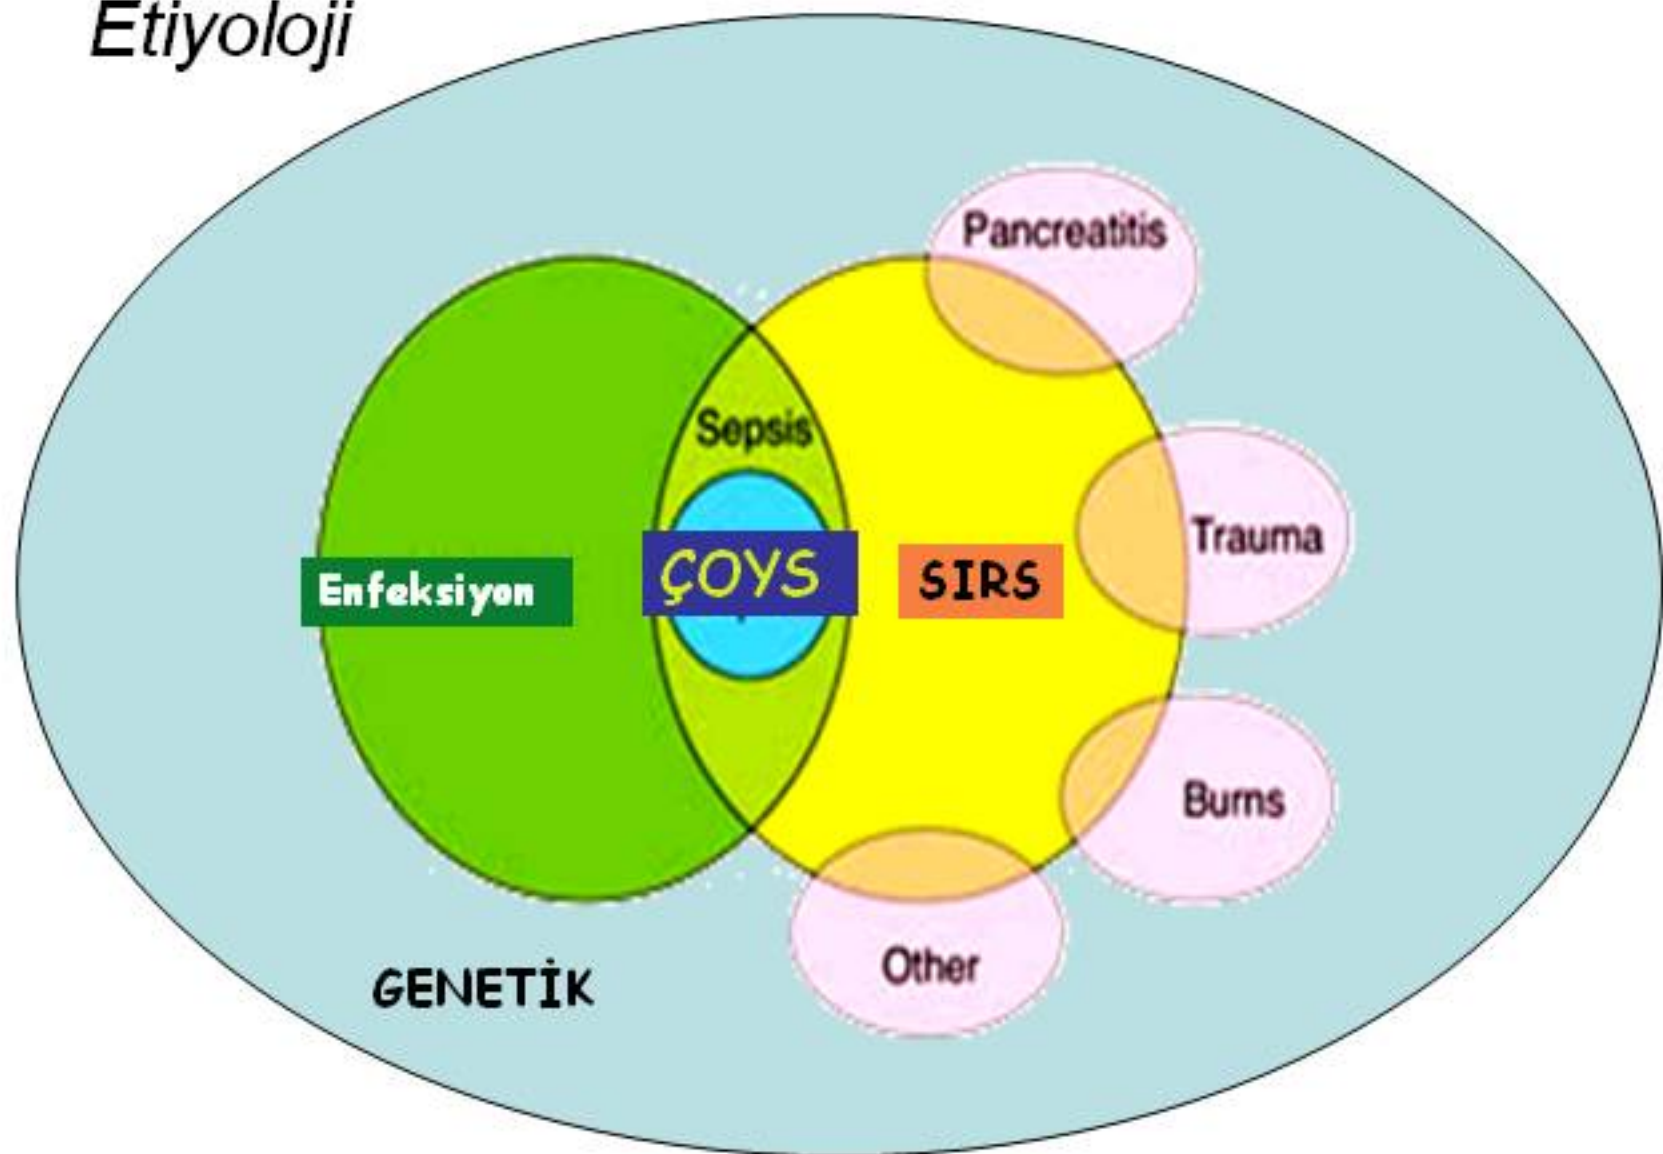 Etiyoloji
Pancreatitis
Sepsis
Trauma
Enfeksiyon
ÇOYS
SIRS
Burns
Other
GENETİK